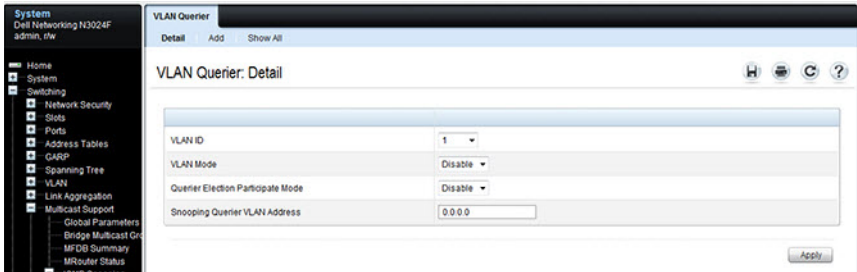 System
Dell Networking N3024F
admin, r/w
Home
System
Switching
Network Security
Slots
Ports
Address Tables
GARP
Spanning Tree
VLAN
Link Aggregation
Multicast Support
Global Parameters
Bridge Multicast Gro
MFDB Summary
MRouter Status
VLAN Querier
Detail Add Show All
VLAN Querier: Detail
VLAN ID 1
VLAN Mode Disable
Querier Election Participate Mode Disable
Snooping Querier VLAN Address 0.0.0.0
Apply